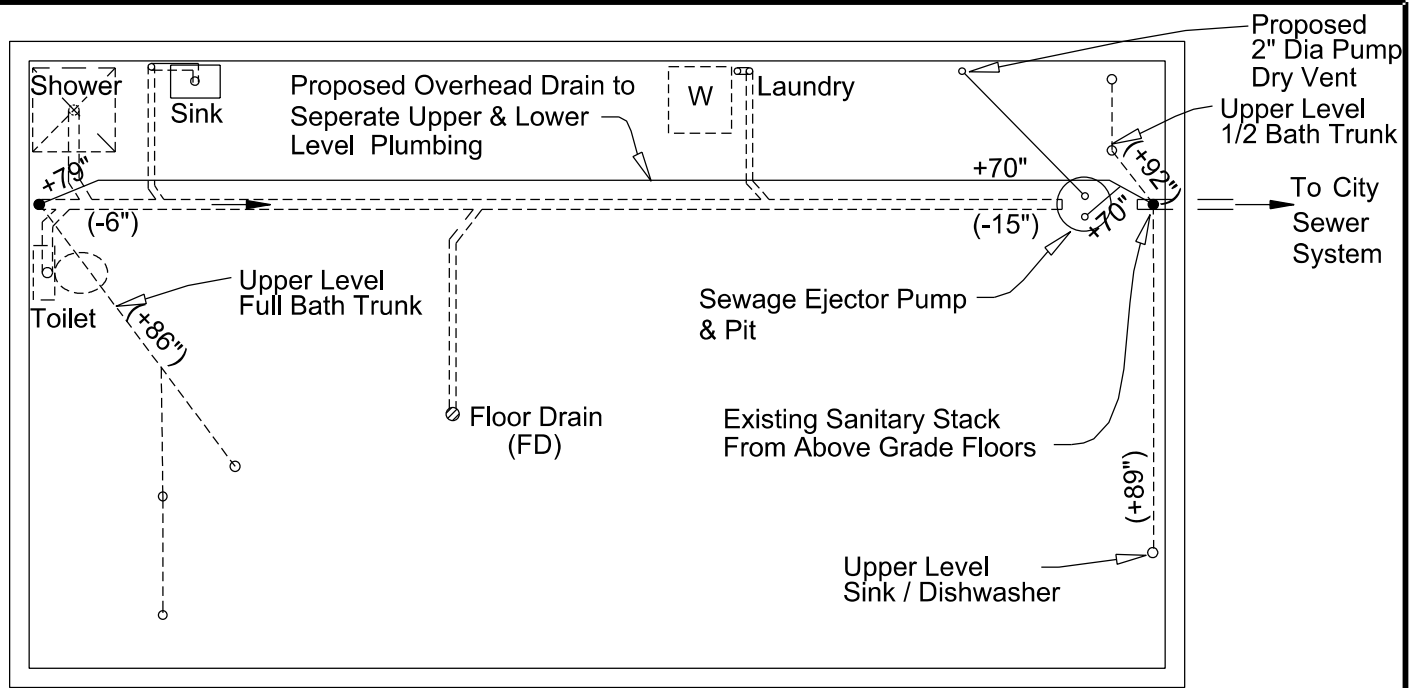 Proposed
2" Dia Pump
Dry Vent
Shower
Sink
Proposed Overhead Drain to
Seperate Upper & Lower
Level Plumbing
W
Laundry
Upper Level
1/2 Bath Trunk
+79"
+70"
(+92")
To City
Sewer
System
(-6")
(-15")
+70"
Upper Level
Full Bath Trunk
Toilet
(+86")
Sewage Ejector Pump
& Pit
Floor Drain
(FD)
Existing Sanitary Stack
From Above Grade Floors
(+89")
Upper Level
Sink / Dishwasher